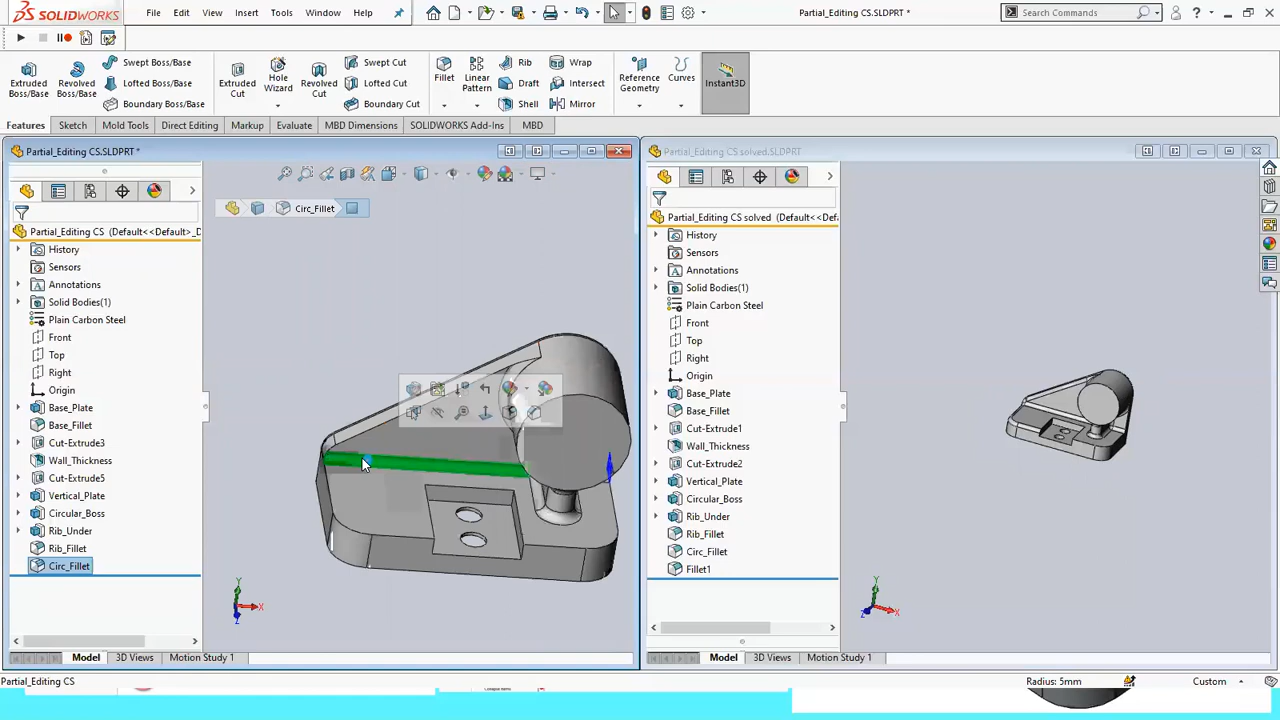 SOLIDWORKS File Edit View Insert Tools Window Help Partial_Editing CS.SLDPRT * Search Commands
Extruded Boss/Base
Revolved Boss/Base
Swept Boss/Base
Lofted Boss/Base
Boundary Boss/Base
Extruded Cut
Hole Wizard
Revolved Cut
Swept Cut
Lofted Cut
Boundary Cut
Fillet
Linear Pattern
Rib
Draft
Shell
Wrap
Intersect
Mirror
Reference Geometry
Curves
Instant3D
Features Sketch Mold Tools Direct Editing Markup Evaluate MBD Dimensions SOLIDWORKS Add-Ins MBD
Partial_Editing CS.SLDPRT *
Circ_Fillet
Partial_Editing CS (Default<<Default>_D
History
Sensors
Annotations
Solid Bodies(1)
Plain Carbon Steel
Front
Top
Right
Origin
Base_Plate
Base_Fillet
Cut-Extrude3
Wall_Thickness
Cut-Extrude5
Vertical_Plate
Circular_Boss
Rib_Under
Rib_Fillet
Circ_Fillet
Y
X
Z
Model 3D Views Motion Study 1
Partial_Editing CS solved.SLDPRT
Partial_Editing CS solved (Default<<Def
History
Sensors
Annotations
Solid Bodies(1)
Plain Carbon Steel
Front
Top
Right
Origin
Base_Plate
Base_Fillet
Cut-Extrude1
Wall_Thickness
Cut-Extrude2
Vertical_Plate
Circular_Boss
Rib_Under
Rib_Fillet
Circ_Fillet
Fillet1
Y
X
Z
Model 3D Views Motion Study 1
Partial_Editing CS Radius: 5mm Custom